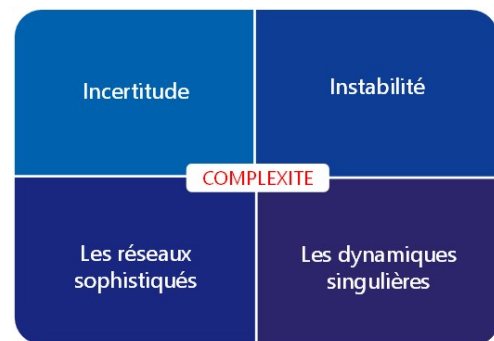 Incertitude
Instabilité
COMPLEXITE
Les réseaux
sophistiqués
Les dynamiques
singulières